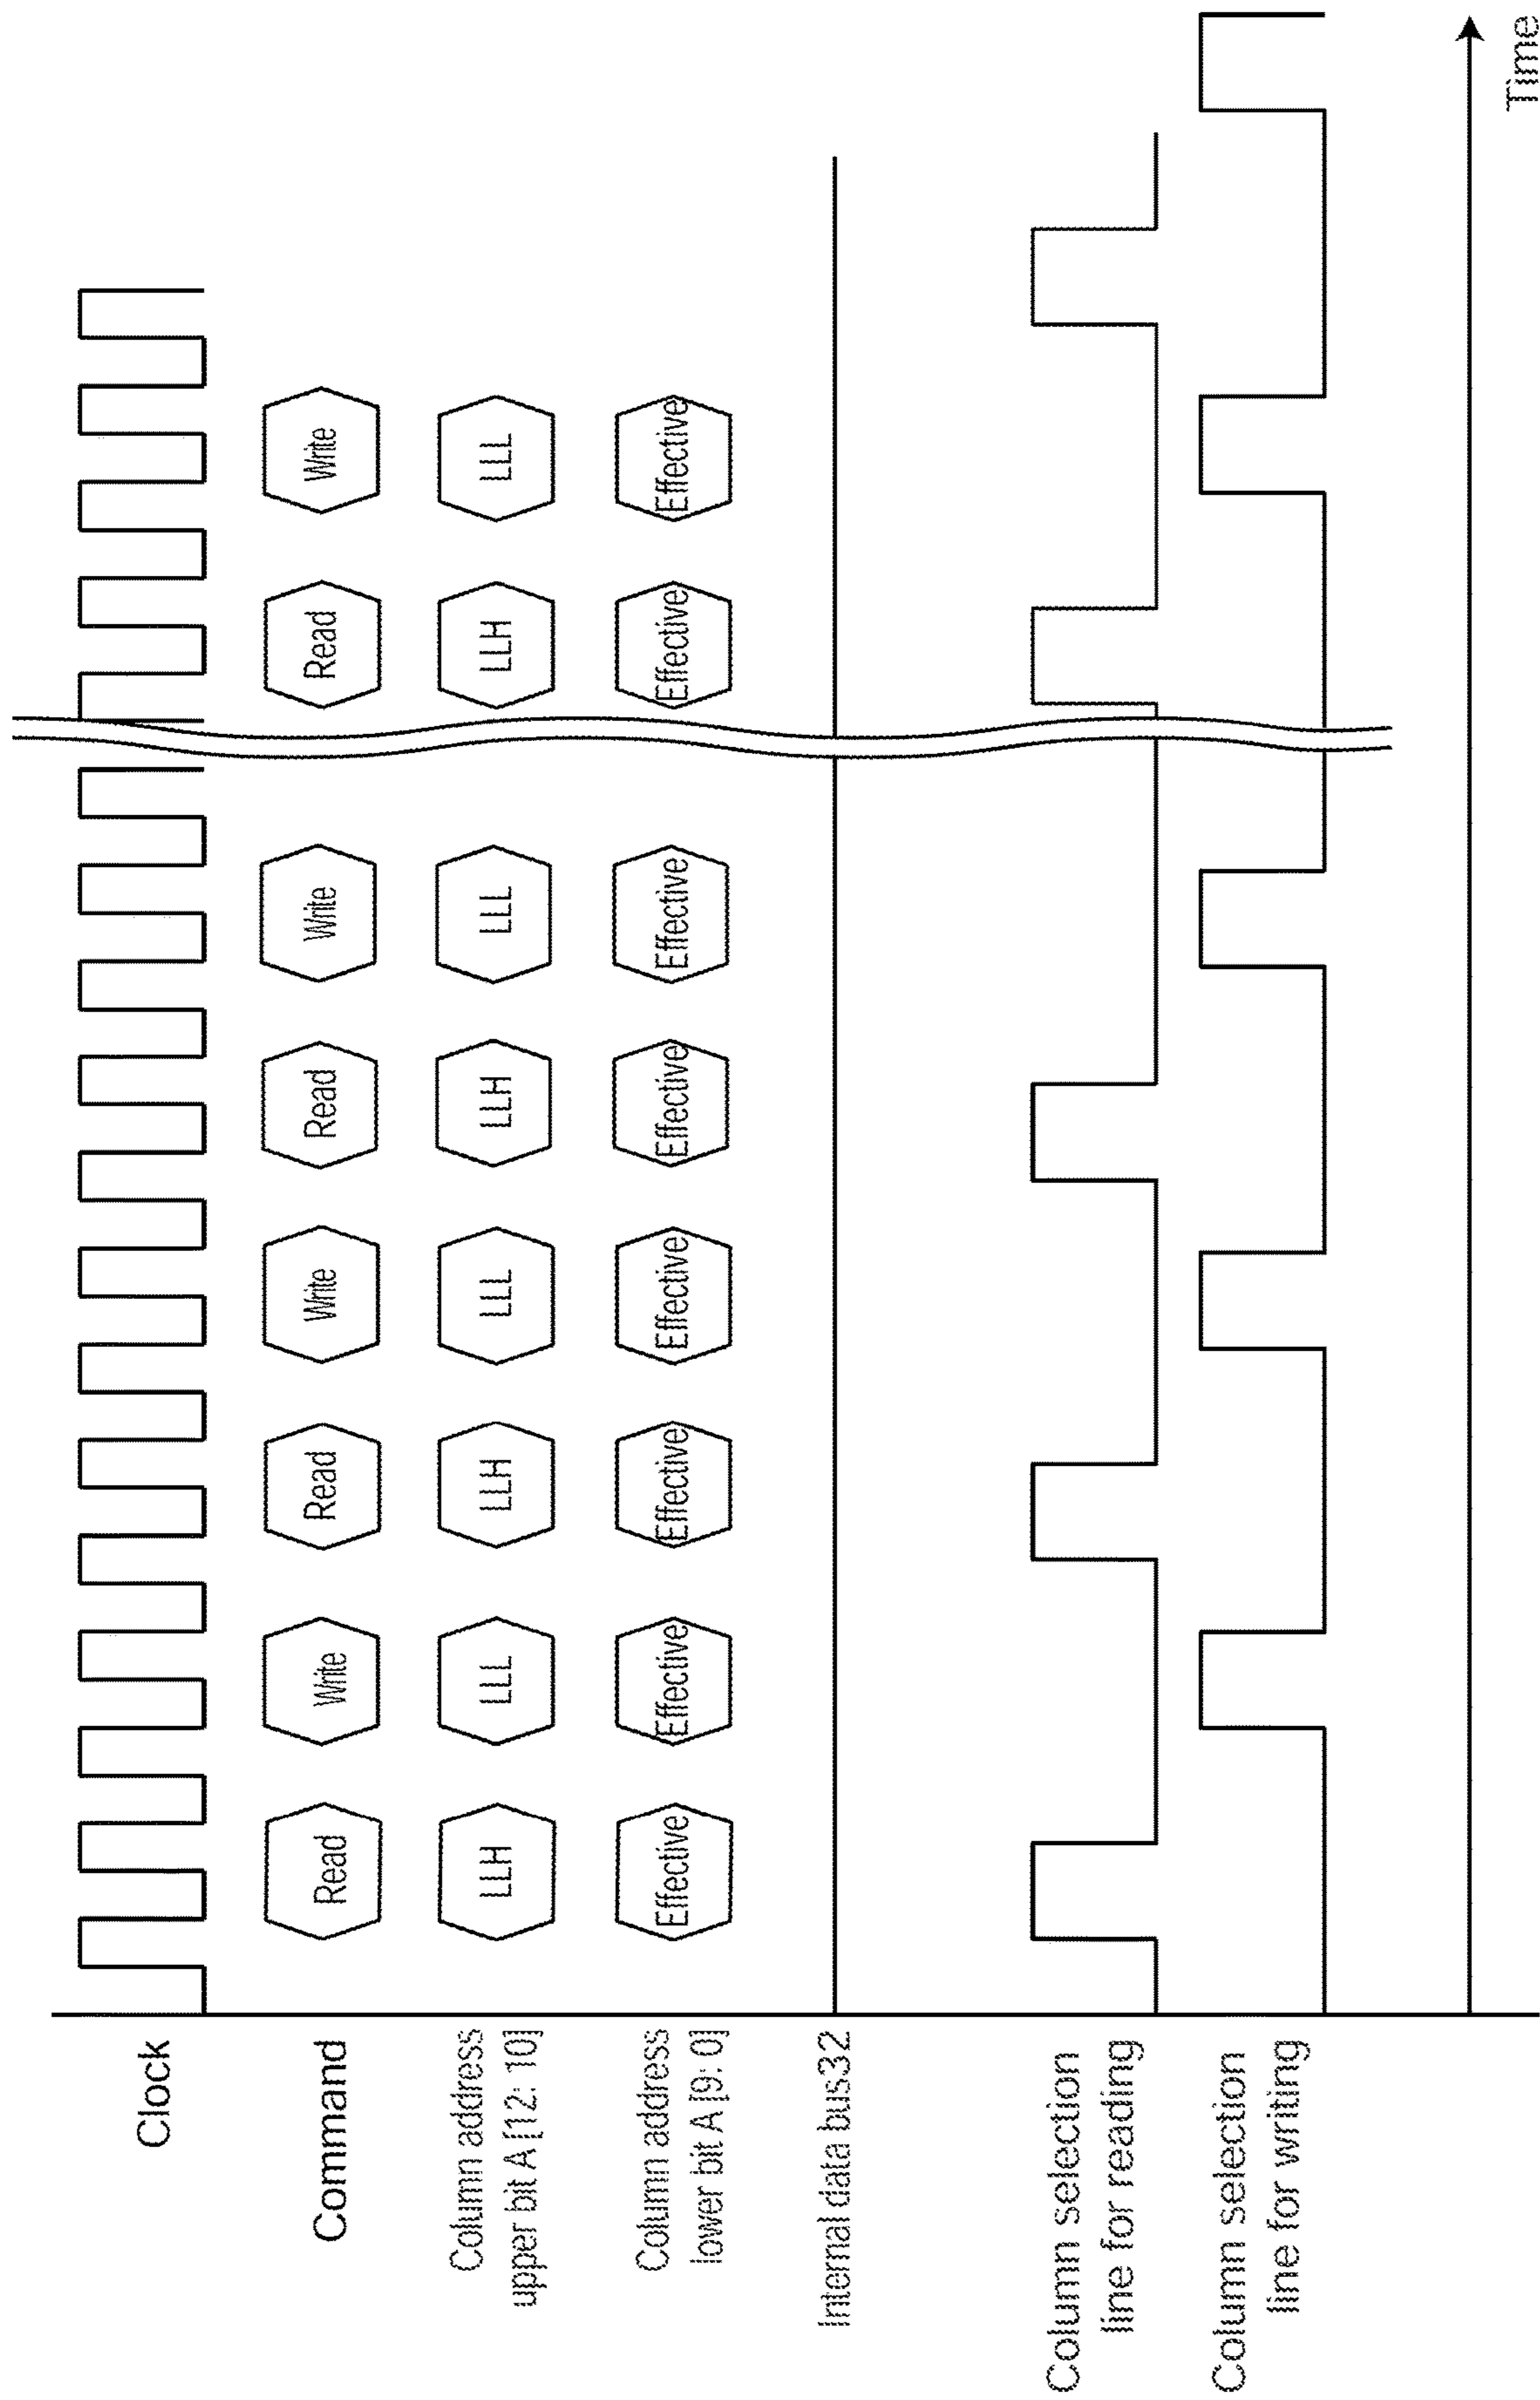 Clock
Command
Read
Write
Read
Write
Read
Write
Read
Write
Column address
upper bit A [12: 10]
LLH
LLL
LLH
LLL
LLH
LLL
LLH
LLL
Column address
lower bit A [9: 0]
Effective
Effective
Effective
Effective
Effective
Effective
Effective
Effective
Internal data bus32
Column selection
line for reading
Column selection
line for writing
Time